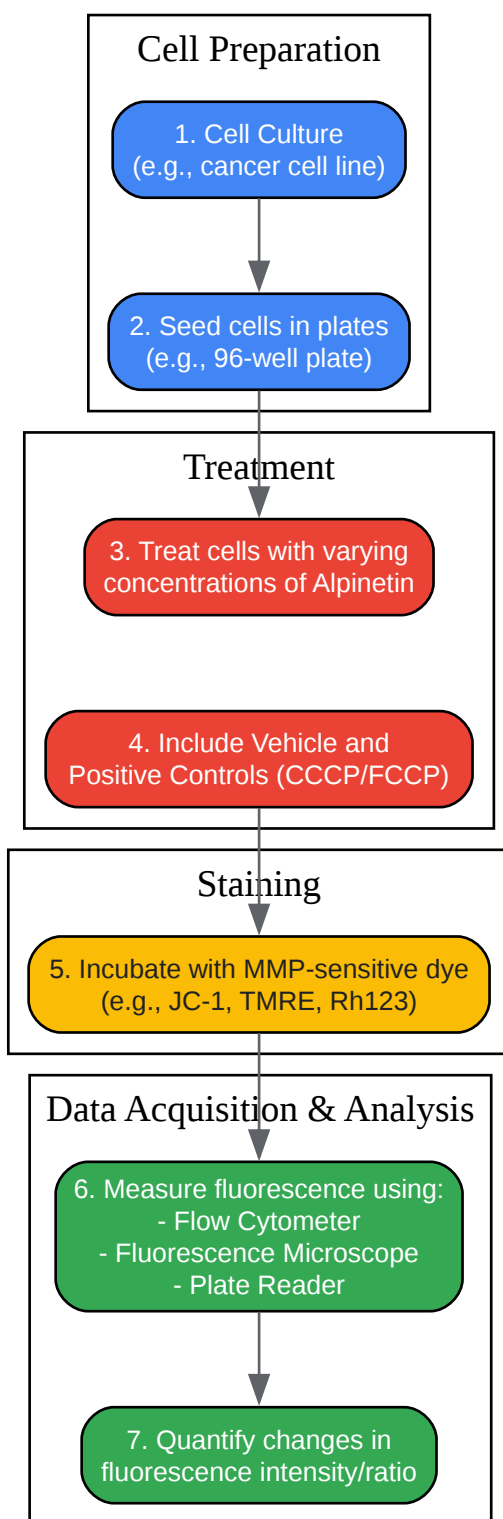 Cell Preparation
1. Cell Culture
(e.g., cancer cell line)
2. Seed cells in plates
(e.g., 96-well plate)
Treatment
3. Treat cells with varying
concentrations of Alpinetin
4. Include Vehicle and
Positive Controls (CCCP/FCCP)
Staining
5. Incubate with MMP-sensitive dye
(e.g., JC-1, TMRE, Rh123)
Data Acquisition & Analysis
6. Measure fluorescence using:
- Flow Cytometer
- Fluorescence Microscope
- Plate Reader
7. Quantify changes in
fluorescence intensity/ratio